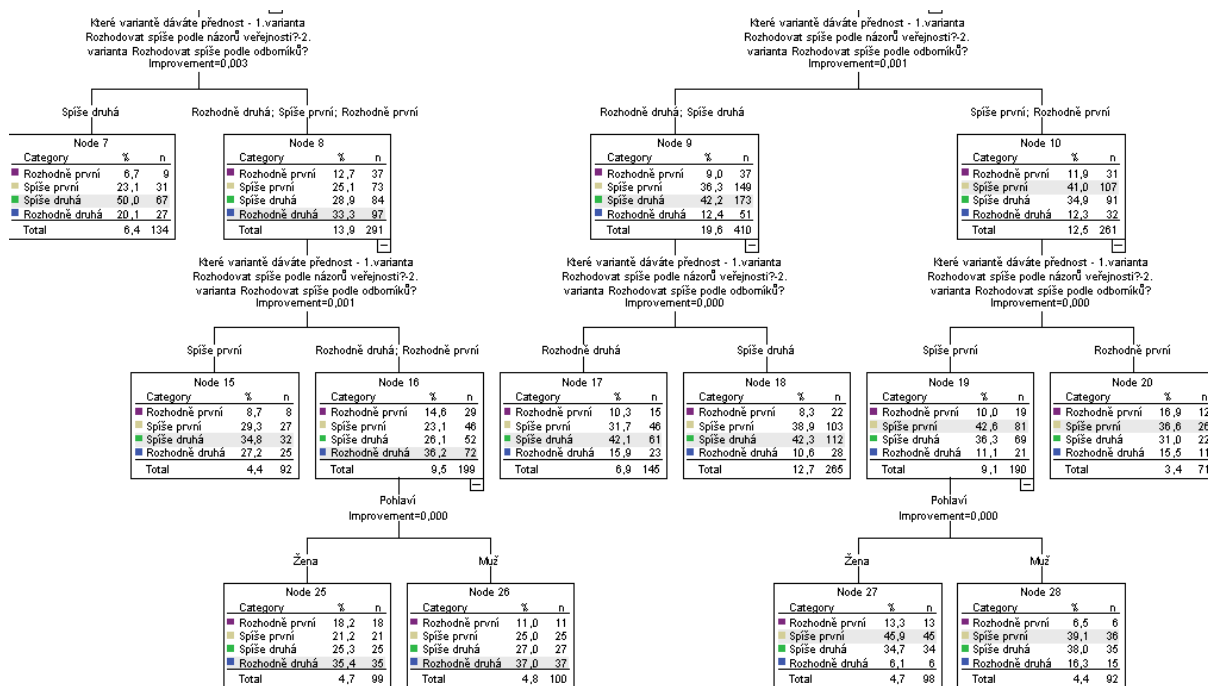 Které variantě dáváte přednost - 1.varianta
Rozhodovat spíše podle názorů veřejnosti?-2.
varianta Rozhodovat spíše podle odborníků?
Improvement=0,003
Které variantě dáváte přednost - 1.varianta
Rozhodovat spíše podle názorů veřejnosti?-2.
varianta Rozhodovat spíše podle odborníků?
Improvement=0,001
Spíše druhá
Rozhodně druhá; Spíše první; Rozhodně první
Rozhodně druhá; Spíše druhá
Spíše první; Rozhodně první
Node 7
Category % n
Rozhodně první 6,7 9
Spíše první 23,1 31
Spíše druhá 50,0 67
Rozhodně druhá 20,1 27
Total 6,4 134
Node 8
Category % n
Rozhodně první 12,7 37
Spíše první 25,1 73
Spíše druhá 28,9 84
Rozhodně druhá 33,3 97
Total 13,9 291
Node 9
Category % n
Rozhodně první 9,0 37
Spíše první 36,3 149
Spíše druhá 42,2 173
Rozhodně druhá 12,4 51
Total 19,6 410
Node 10
Category % n
Rozhodně první 11,9 31
Spíše první 41,0 107
Spíše druhá 34,9 91
Rozhodně druhá 12,3 32
Total 12,5 261
Které variantě dáváte přednost - 1.varianta
Rozhodovat spíše podle názorů veřejnosti?-2.
varianta Rozhodovat spíše podle odborníků?
Improvement=0,001
Které variantě dáváte přednost - 1.varianta
Rozhodovat spíše podle názorů veřejnosti?-2.
varianta Rozhodovat spíše podle odborníků?
Improvement=0,000
Které variantě dáváte přednost - 1.varianta
Rozhodovat spíše podle názorů veřejnosti?-2.
varianta Rozhodovat spíše podle odborníků?
Improvement=0,000
Spíše první
Rozhodně druhá; Rozhodně první
Rozhodně druhá
Spíše druhá
Spíše první
Rozhodně první
Node 15
Category % n
Rozhodně první 8,7 8
Spíše první 29,3 27
Spíše druhá 34,8 32
Rozhodně druhá 27,2 25
Total 4,4 92
Node 16
Category % n
Rozhodně první 14,6 29
Spíše první 23,1 46
Spíše druhá 26,1 52
Rozhodně druhá 36,2 72
Total 9,5 199
Node 17
Category % n
Rozhodně první 10,3 15
Spíše první 31,7 46
Spíše druhá 42,1 61
Rozhodně druhá 15,9 23
Total 6,9 145
Node 18
Category % n
Rozhodně první 8,3 22
Spíše první 38,9 103
Spíše druhá 42,3 112
Rozhodně druhá 10,6 28
Total 12,7 265
Node 19
Category % n
Rozhodně první 10,0 19
Spíše první 42,6 81
Spíše druhá 36,3 69
Rozhodně druhá 11,1 21
Total 9,1 190
Node 20
Category % n
Rozhodně první 16,9 12
Spíše první 36,6 26
Spíše druhá 31,0 22
Rozhodně druhá 15,5 11
Total 3,4 71
Pohlaví
Improvement=0,000
Pohlaví
Improvement=0,000
Žena
Muž
Žena
Muž
Node 25
Category % n
Rozhodně první 18,2 18
Spíše první 21,2 21
Spíše druhá 25,3 25
Rozhodně druhá 35,4 35
Total 4,7 99
Node 26
Category % n
Rozhodně první 11,0 11
Spíše první 25,0 25
Spíše druhá 27,0 27
Rozhodně druhá 37,0 37
Total 4,8 100
Node 27
Category % n
Rozhodně první 13,3 13
Spíše první 45,9 45
Spíše druhá 34,7 34
Rozhodně druhá 6,1 6
Total 4,7 98
Node 28
Category % n
Rozhodně první 6,5 6
Spíše první 39,1 36
Spíše druhá 38,0 35
Rozhodně druhá 16,3 15
Total 4,4 92